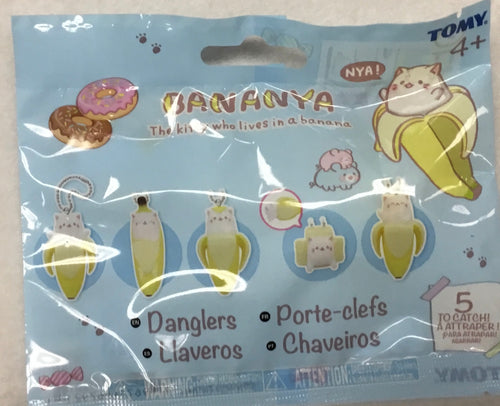 TOMY
4+
NYA!
BANANYA
The kitty who lives in a banana
EN Danglers
FR Porte-clefs
ES Llaveros
PT Chaveiros
5
TO CATCH!
À ATTRAPER!
¡PARA ATRAPAR!
AGARRAR!
ATTENTION!
TOMY